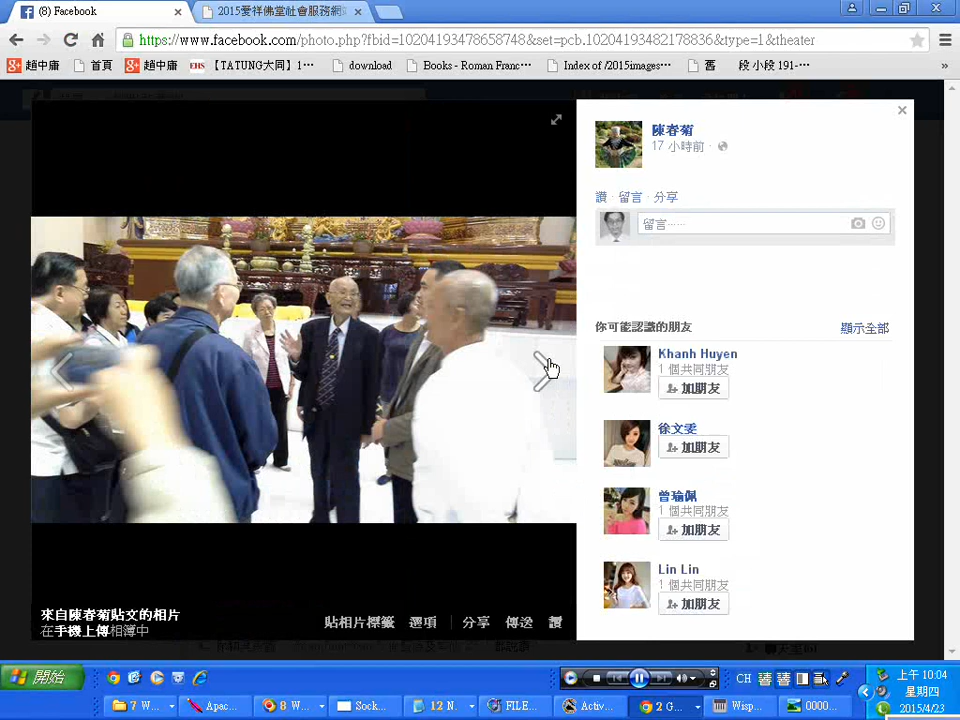 (8) Facebook
2015愛祥佛堂社會服務網
https://www.facebook.com/photo.php?fbid=10204193478658748&set=pcb.10204193482178836&type=1&theater
趙中庸
首頁
趙中庸
EHS
【TATUNG大同】1…
download
Books - Roman Franc…
Index of /2015images…
舊
段 小段 191-…
»
陳春菊
17 小時前
讚 · 留言 · 分享
留言……
你可能認識的朋友
顯示全部
Khanh Huyen
1 個共同朋友
加朋友
徐文雯
加朋友
曾瑜佩
1 個共同朋友
加朋友
Lin Lin
1 個共同朋友
加朋友
來自陳春菊貼文的相片
在手機上傳相簿中
貼相片標籤
選項
分享
傳送
讚
開始
CH
上午 10:04
星期四
2015/4/23
7 W...
Apac...
8 W...
Sock...
12 N.
FILE...
Activ...
2 G...
Wisp...
0000...